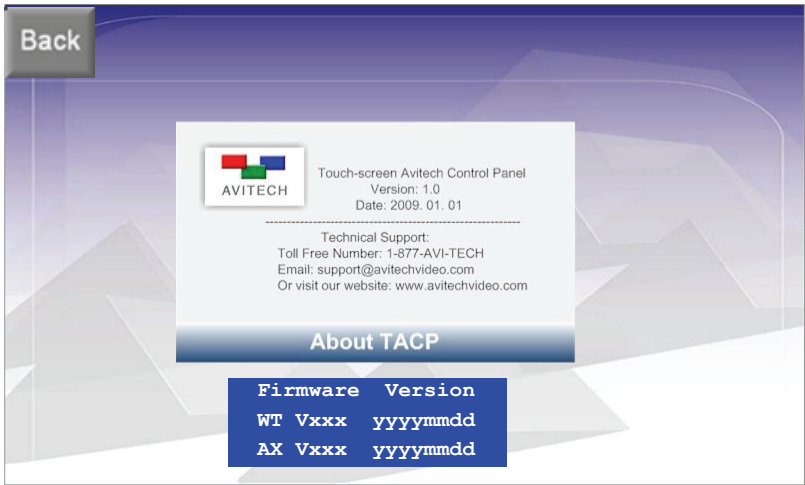 Back
AVITECH
Touch-screen Avitech Control Panel
Version: 1.0
Date: 2009. 01. 01
------------------------------------------------------------
Technical Support:
Toll Free Number: 1-877-AVI-TECH
Email: support@avitechvideo.com
Or visit our website: www.avitechvideo.com
About TACP
Firmware Version
WT Vxxx yyyymmdd
AX Vxxx yyyymmdd